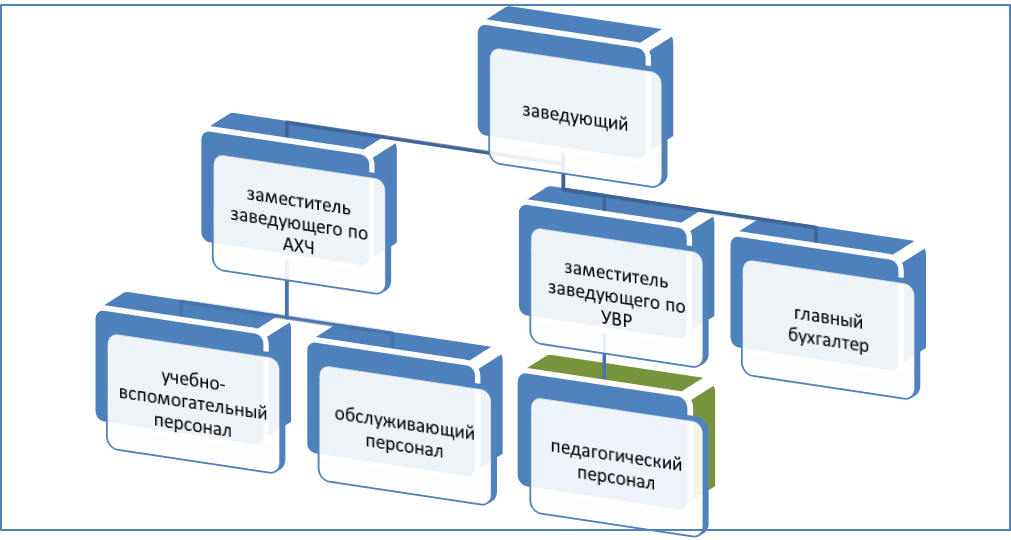 заведующий
заместитель
заведующего по
АХЧ
заместитель
заведующего по
УВР
главный
бухгалтер
учебно-
вспомогательный
персонал
обслуживающий
персонал
педагогический
персонал